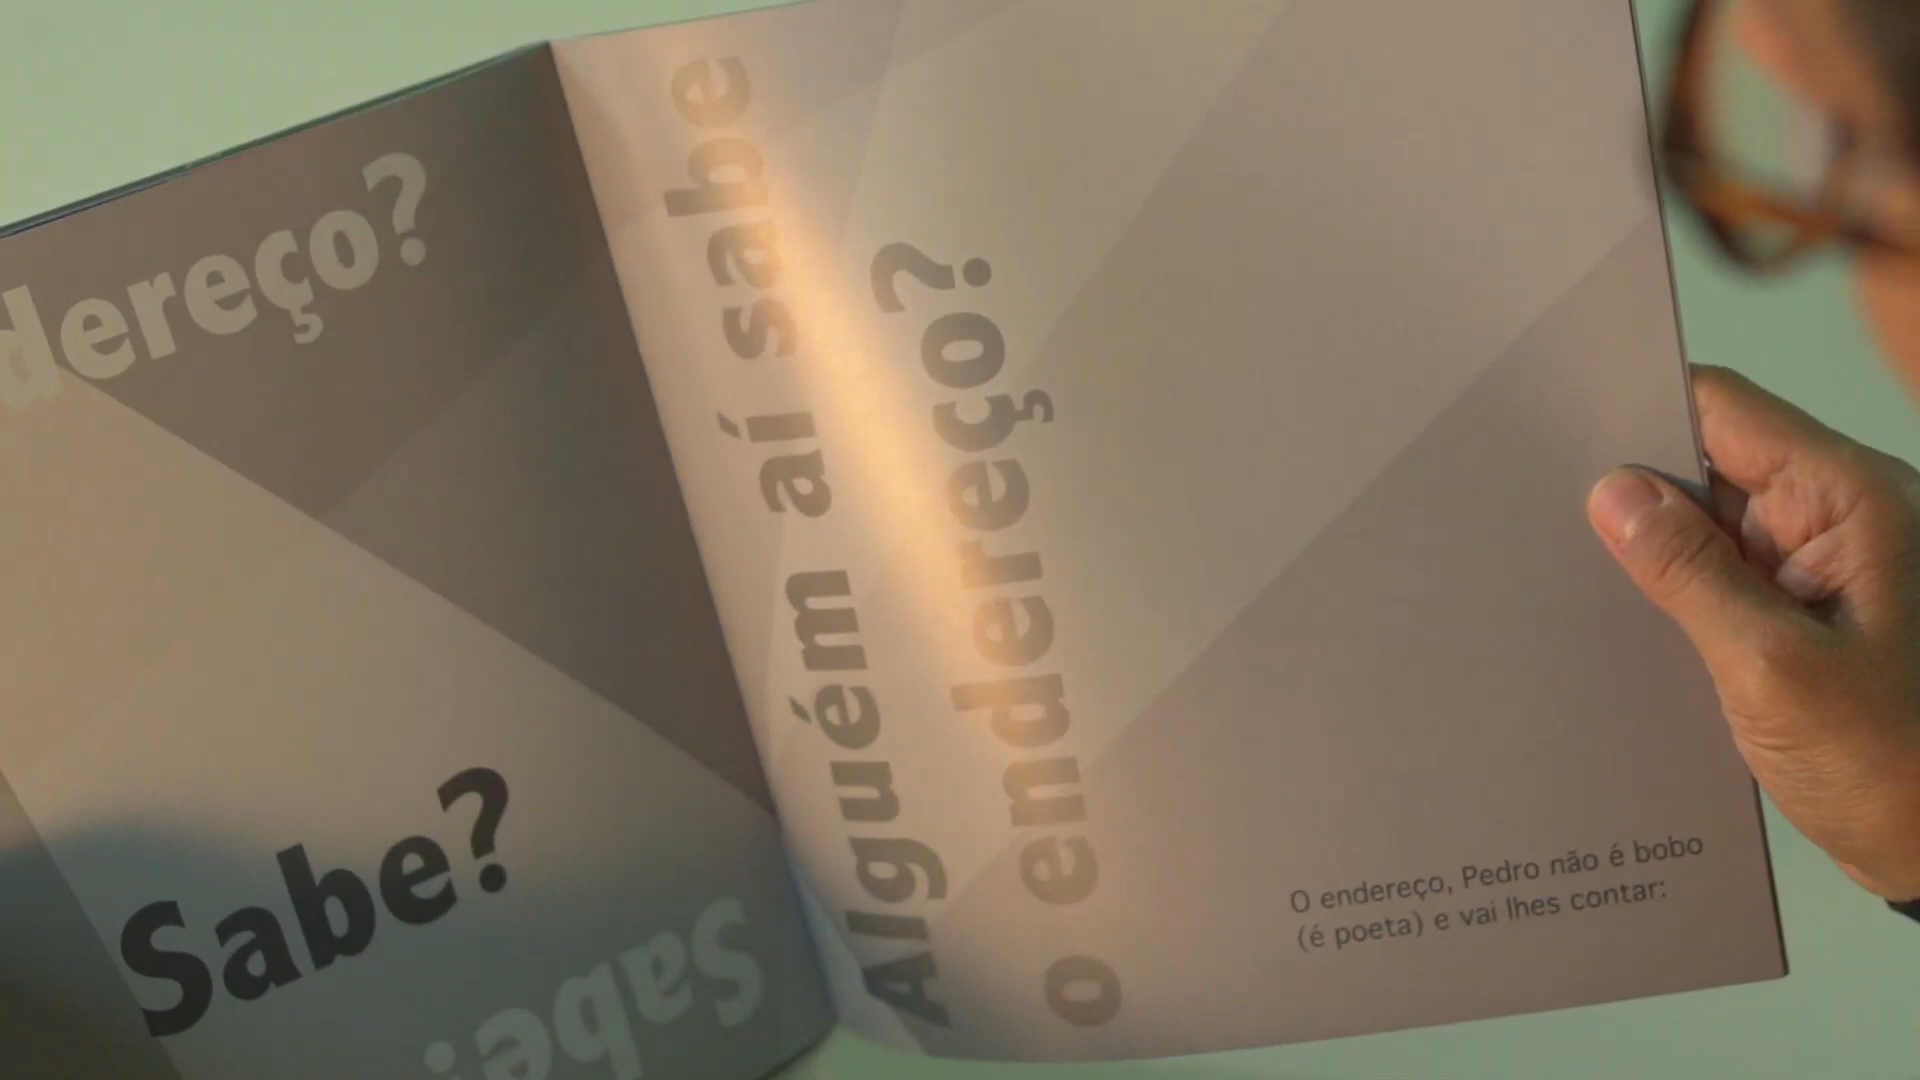 dereço?
Sabe?
Sabe?
Alguém aí sabe
o endereço?
O endereço, Pedro não é bobo
(é poeta) e vai lhes contar: